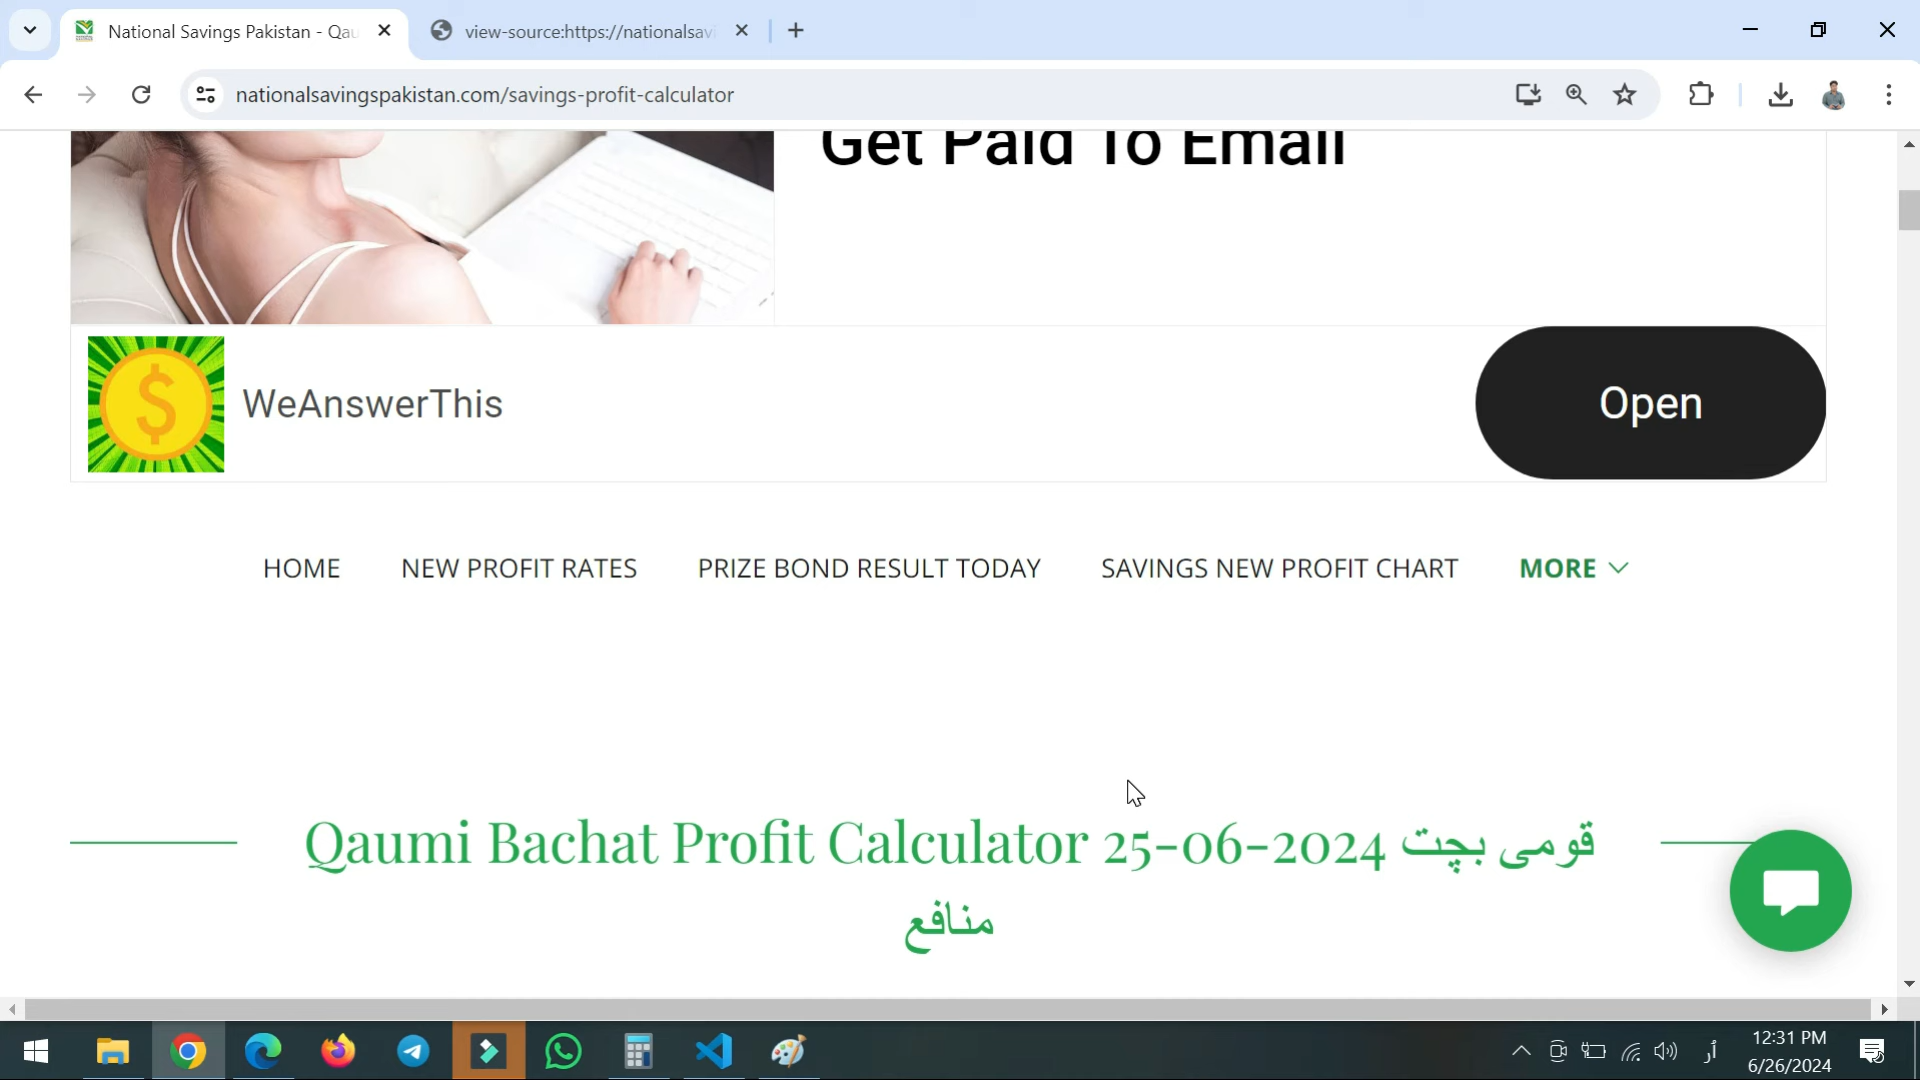 National Savings Pakistan - Qau
view-source:https://nationalsavi
nationalsavingspakistan.com/savings-profit-calculator
Get Paid To Email
WeAnswerThis
Open
HOME
NEW PROFIT RATES
PRIZE BOND RESULT TODAY
SAVINGS NEW PROFIT CHART
MORE
Qaumi Bachat Profit Calculator 25-06-2024 قومی بچت
منافع
12:31 PM
6/26/2024